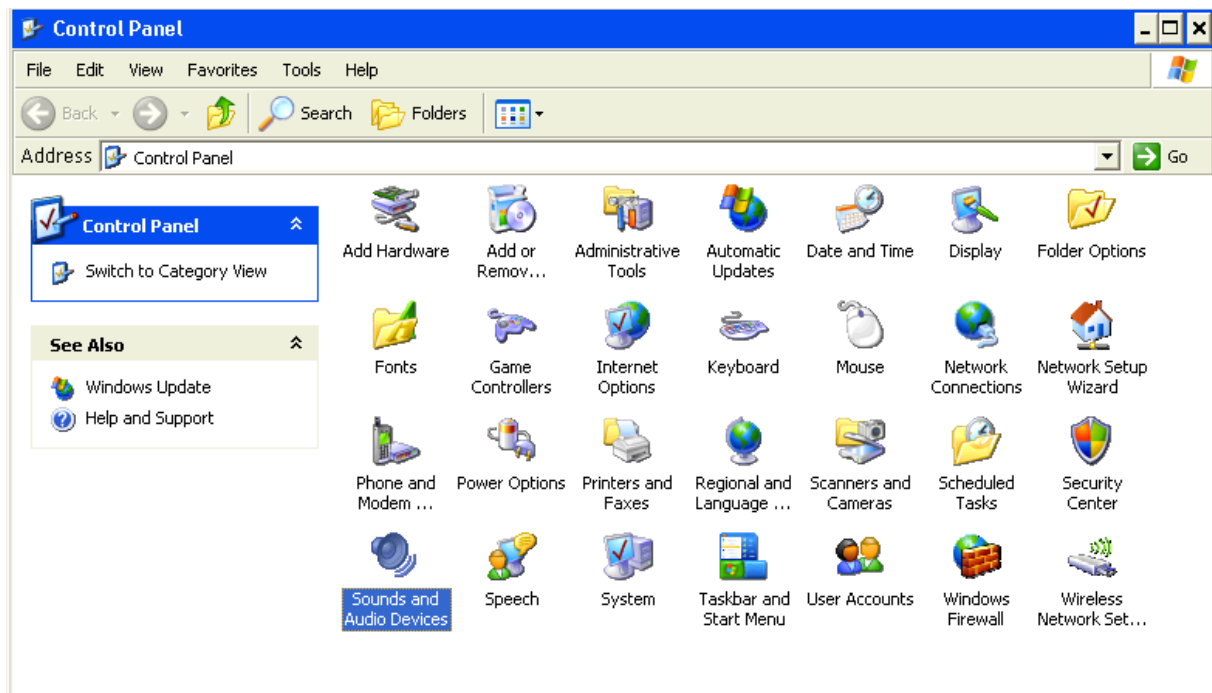 Control Panel
File Edit View Favorites Tools Help
Back Search Folders
Address Control Panel Go
Control Panel
Switch to Category View
See Also
Windows Update
Help and Support
Add Hardware
Add or
Remov...
Administrative
Tools
Automatic
Updates
Date and Time
Display
Folder Options
Fonts
Game
Controllers
Internet
Options
Keyboard
Mouse
Network
Connections
Network Setup
Wizard
Phone and
Modem ...
Power Options
Printers and
Faxes
Regional and
Language ...
Scanners and
Cameras
Scheduled
Tasks
Security
Center
Sounds and
Audio Devices
Speech
System
Taskbar and
Start Menu
User Accounts
Windows
Firewall
Wireless
Network Set...